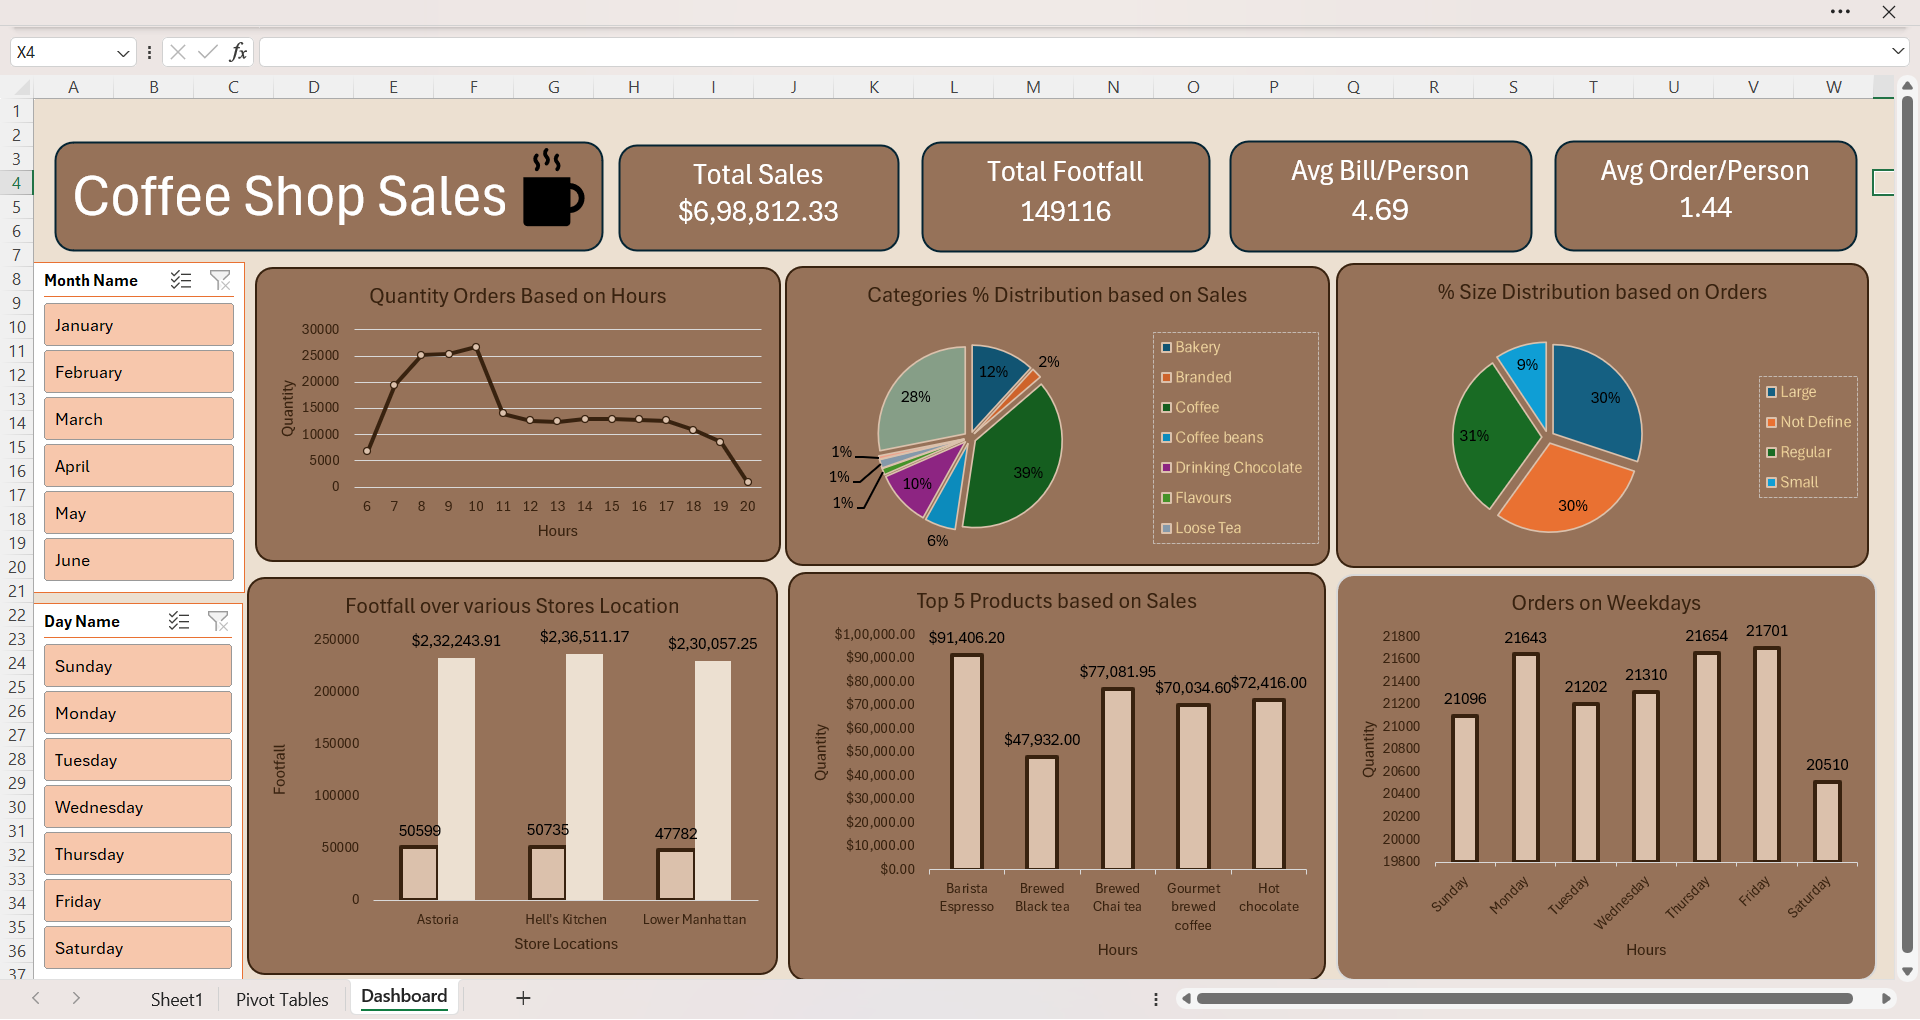 X4
fx
A B C D E F G H I J K L M N O P Q R S T U V W
1
2
3
4
5
6
7
8
9
10
11
12
13
14
15
16
17
18
19
20
21
22
23
24
25
26
27
28
29
30
31
32
33
34
35
36
37
Coffee Shop Sales
Total Sales
$6,98,812.33
Total Footfall
149116
Avg Bill/Person
4.69
Avg Order/Person
1.44
Month Name
January
February
March
April
May
June
Day Name
Sunday
Monday
Tuesday
Wednesday
Thursday
Friday
Saturday
Quantity Orders Based on Hours
30000
25000
20000
15000
10000
5000
0
Quantity
6 7 8 9 10 11 12 13 14 15 16 17 18 19 20
Hours
Categories % Distribution based on Sales
12%
2%
28%
1%
1%
1%
10%
39%
6%
Bakery
Branded
Coffee
Coffee beans
Drinking Chocolate
Flavours
Loose Tea
% Size Distribution based on Orders
9%
30%
31%
30%
Large
Not Define
Regular
Small
Footfall over various Stores Location
250000
200000
150000
100000
50000
0
Footfall
$2,32,243.91
$2,36,511.17
$2,30,057.25
50599
50735
47782
Astoria Hell's Kitchen Lower Manhattan
Store Locations
Top 5 Products based on Sales
$1,00,000.00
$90,000.00
$80,000.00
$70,000.00
$60,000.00
$50,000.00
$40,000.00
$30,000.00
$20,000.00
$10,000.00
$0.00
Quantity
$91,406.20
$47,932.00
$77,081.95
$70,034.60
$72,416.00
Barista
Espresso
Brewed
Black tea
Brewed
Chai tea
Gourmet
brewed
coffee
Hot
chocolate
Hours
Orders on Weekdays
21800
21600
21400
21200
21000
20800
20600
20400
20200
20000
19800
Quantity
21096
21643
21202
21310
21654
21701
20510
Sunday
Monday
Tuesday
Wednesday
Thursday
Friday
Saturday
Hours
Sheet1 Pivot Tables Dashboard